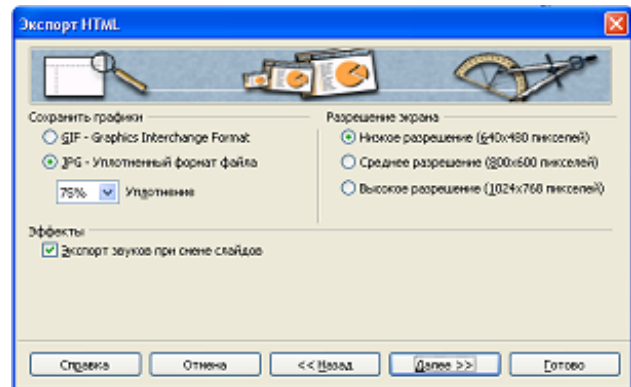 Экспорт HTML
Сохранить графики
GIF - Graphics Interchange Format
JPG - Уплотненный формат файла
75% Уплотнение
Разрешение экрана
Низкое разрешение (640x480 пикселей)
Среднее разрешение (800x600 пикселей)
Высокое разрешение (1024x768 пикселей)
Эффекты
Экспорт звуков при смене слайдов
Справка Отмена << Назад Далее >> Готово